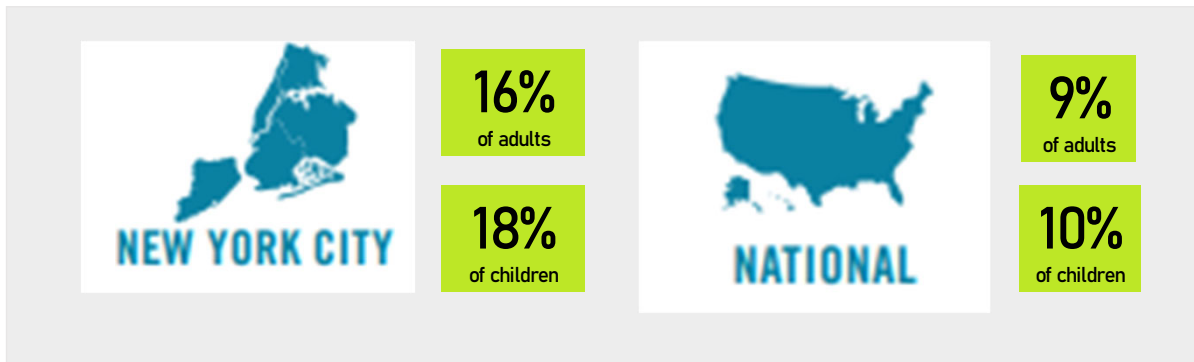 16%
of adults
18%
of children
NEW YORK CITY
9%
of adults
10%
of children
NATIONAL